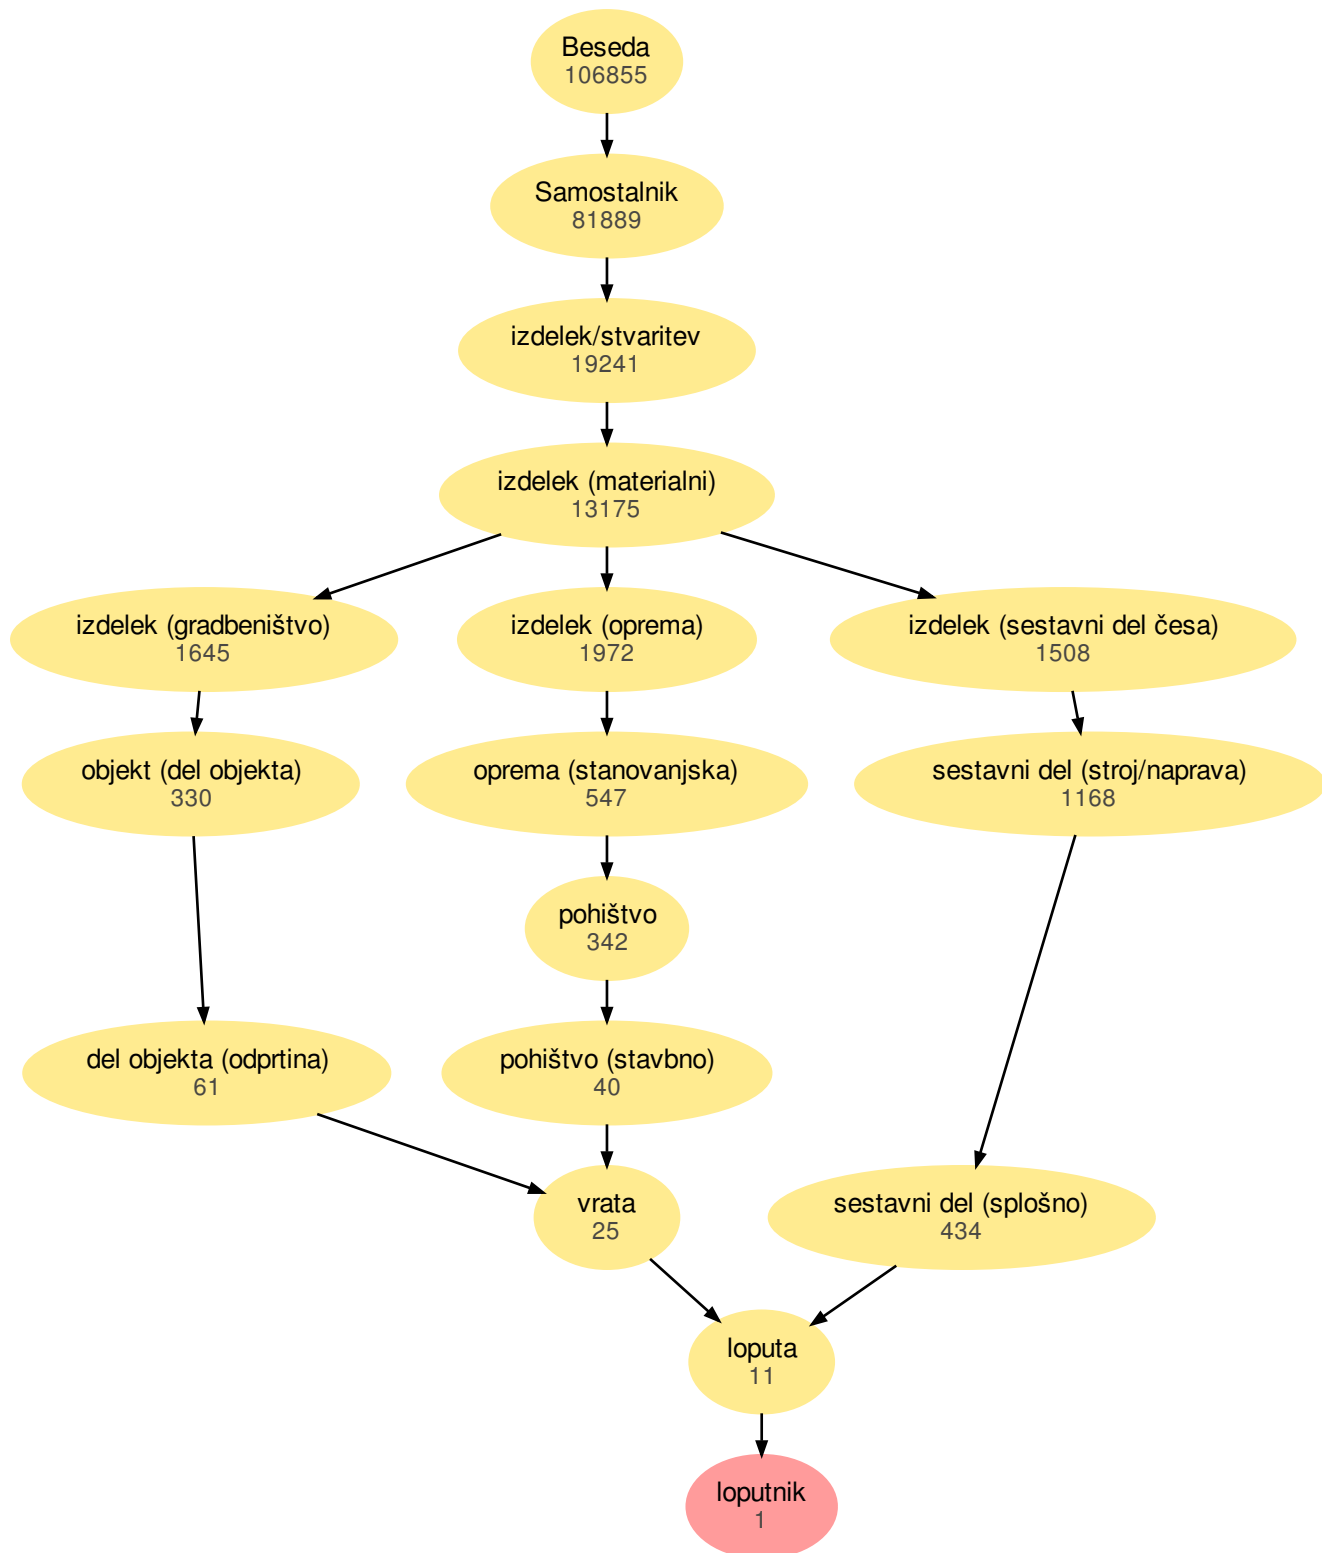 Beseda
106855
Samostalnik
81889
izdelek/stvaritev
19241
izdelek (materialni)
13175
izdelek (gradbeništvo)
1645
izdelek (oprema)
1972
izdelek (sestavni del česa)
1508
objekt (del objekta)
330
oprema (stanovanjska)
547
sestavni del (stroj/naprava)
1168
pohištvo
342
del objekta (odprtina)
61
pohištvo (stavbno)
40
vrata
25
sestavni del (splošno)
434
loputa
11
loputnik
1